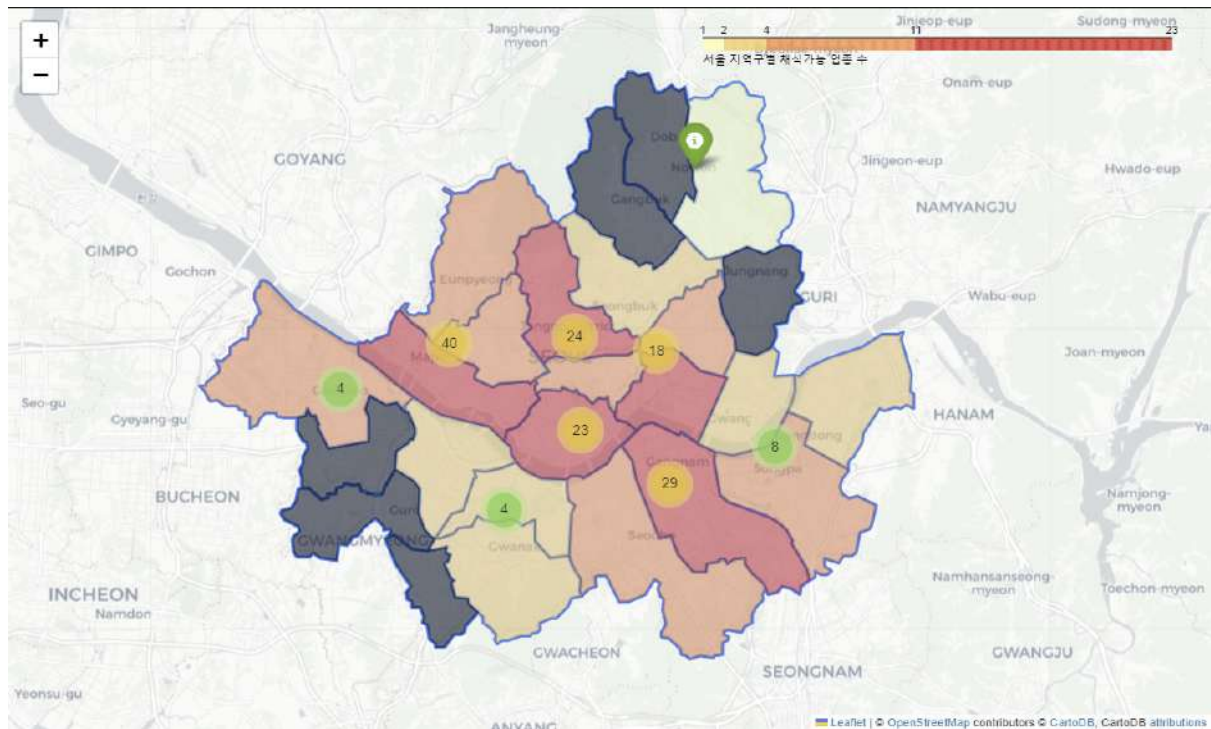 +
−
Jangheung-myeon
Jinjeop-eup
Sudong-myeon
1 2 4 11 23
서울 지역구별 채식가능 업종 수
Onam-eup
GOYANG
Jingeon-eup
Hwado-eup
NAMYANGJU
GIMPO
Gochon
Eunpyeong
Gangbuk
Jungnang
GURI
Wabu-eup
Seongbuk
40
24
18
Joan-myeon
Seo-gu
Gyeyang-gu
4
23
HANAM
8
Gangnam
Songpa
29
BUCHEON
4
Namjong-myeon
Guro
GWANGMYEONG
Gwanak
Seocho
INCHEON
Namdon
Namhansanseong-myeon
Toechon-myeon
GWACHEON
SEONGNAM
GWANGJU
Yeonsu-gu
ANYANG
Leaflet | © OpenStreetMap contributors © CartoDB, CartoDB attributions